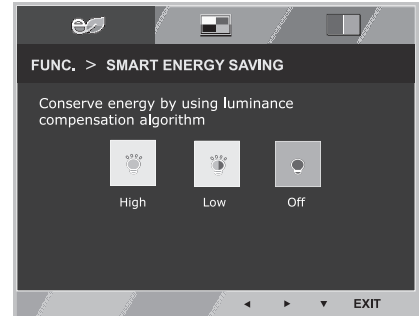 FUNC. > SMART ENERGY SAVING
Conserve energy by using luminance
compensation algorithm
High Low Off
EXIT